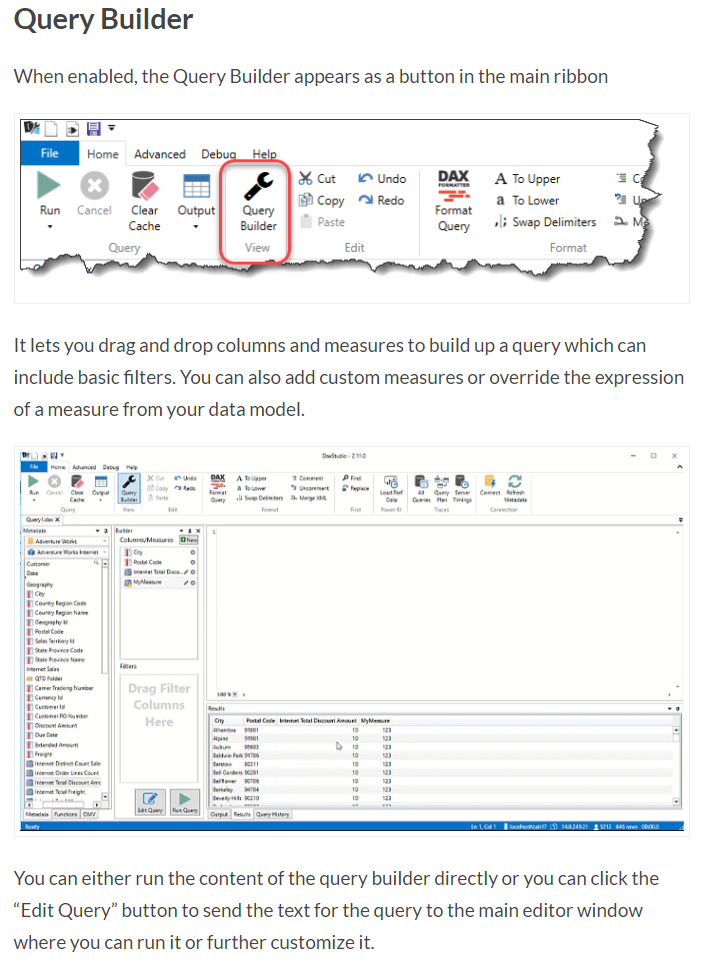 Query Builder
When enabled, the Query Builder appears as a button in the main ribbon
File Home Advanced Debug Help
Run Cancel Clear Cache Output Query Builder Cut Copy Paste Undo Redo DAX FORMATTER Format Query To Upper To Lower Swap Delimiters
Query View Edit Format
It lets you drag and drop columns and measures to build up a query which can
include basic filters. You can also add custom measures or override the expression
of a measure from your data model.
DaxStudio - 2.11.0
File Home Advanced Debug Help
Run Cancel Clear Cache Output Query Builder Cut Copy Paste Undo Redo DAX FORMATTER Format Query To Upper To Lower Swap Delimiters Comment Uncomment Merge XML Find Replace Load Perf Data All Queries Query Plan Server Timings Connect Refresh Metadata
Query View Edit Format Find Power BI Traces Connection
Query1.dax
Metadata
Adventure Works
Adventure Works Internet
Customer
Date
Geography
City
Country Region Code
Country Region Name
Geography Id
Postal Code
Sales Territory Id
State Province Code
State Province Name
Internet Sales
QTD Folder
Carrier Tracking Number
Currency Id
Customer Id
Customer PO Number
Discount Amount
Due Date
Extended Amount
Freight
Internet Distinct Count Sale
Internet Order Lines Count
Internet Total Discount Amo
Internet Total Freight
Metadata Functions DMV
Builder
Columns/Measures New
City
Postal Code
Internet Total Disco...
MyMeasure
Filters
Drag Filter
Columns
Here
Edit Query Run Query
1
100 %
Results
City Postal Code Internet Total Discount Amount MyMeasure
Alhambra 91801 10 123
Alpine 91901 10 123
Auburn 95603 10 123
Baldwin Park 91706 10 123
Barstow 92311 10 123
Bell Gardens 90201 10 123
Bellflower 90706 10 123
Berkeley 94704 10 123
Beverly Hills 90210 10 123
Output Results Query History
Ready Ln 1, Col 1 5212 645 rows 00:00.0
You can either run the content of the query builder directly or you can click the
“Edit Query” button to send the text for the query to the main editor window
where you can run it or further customize it.